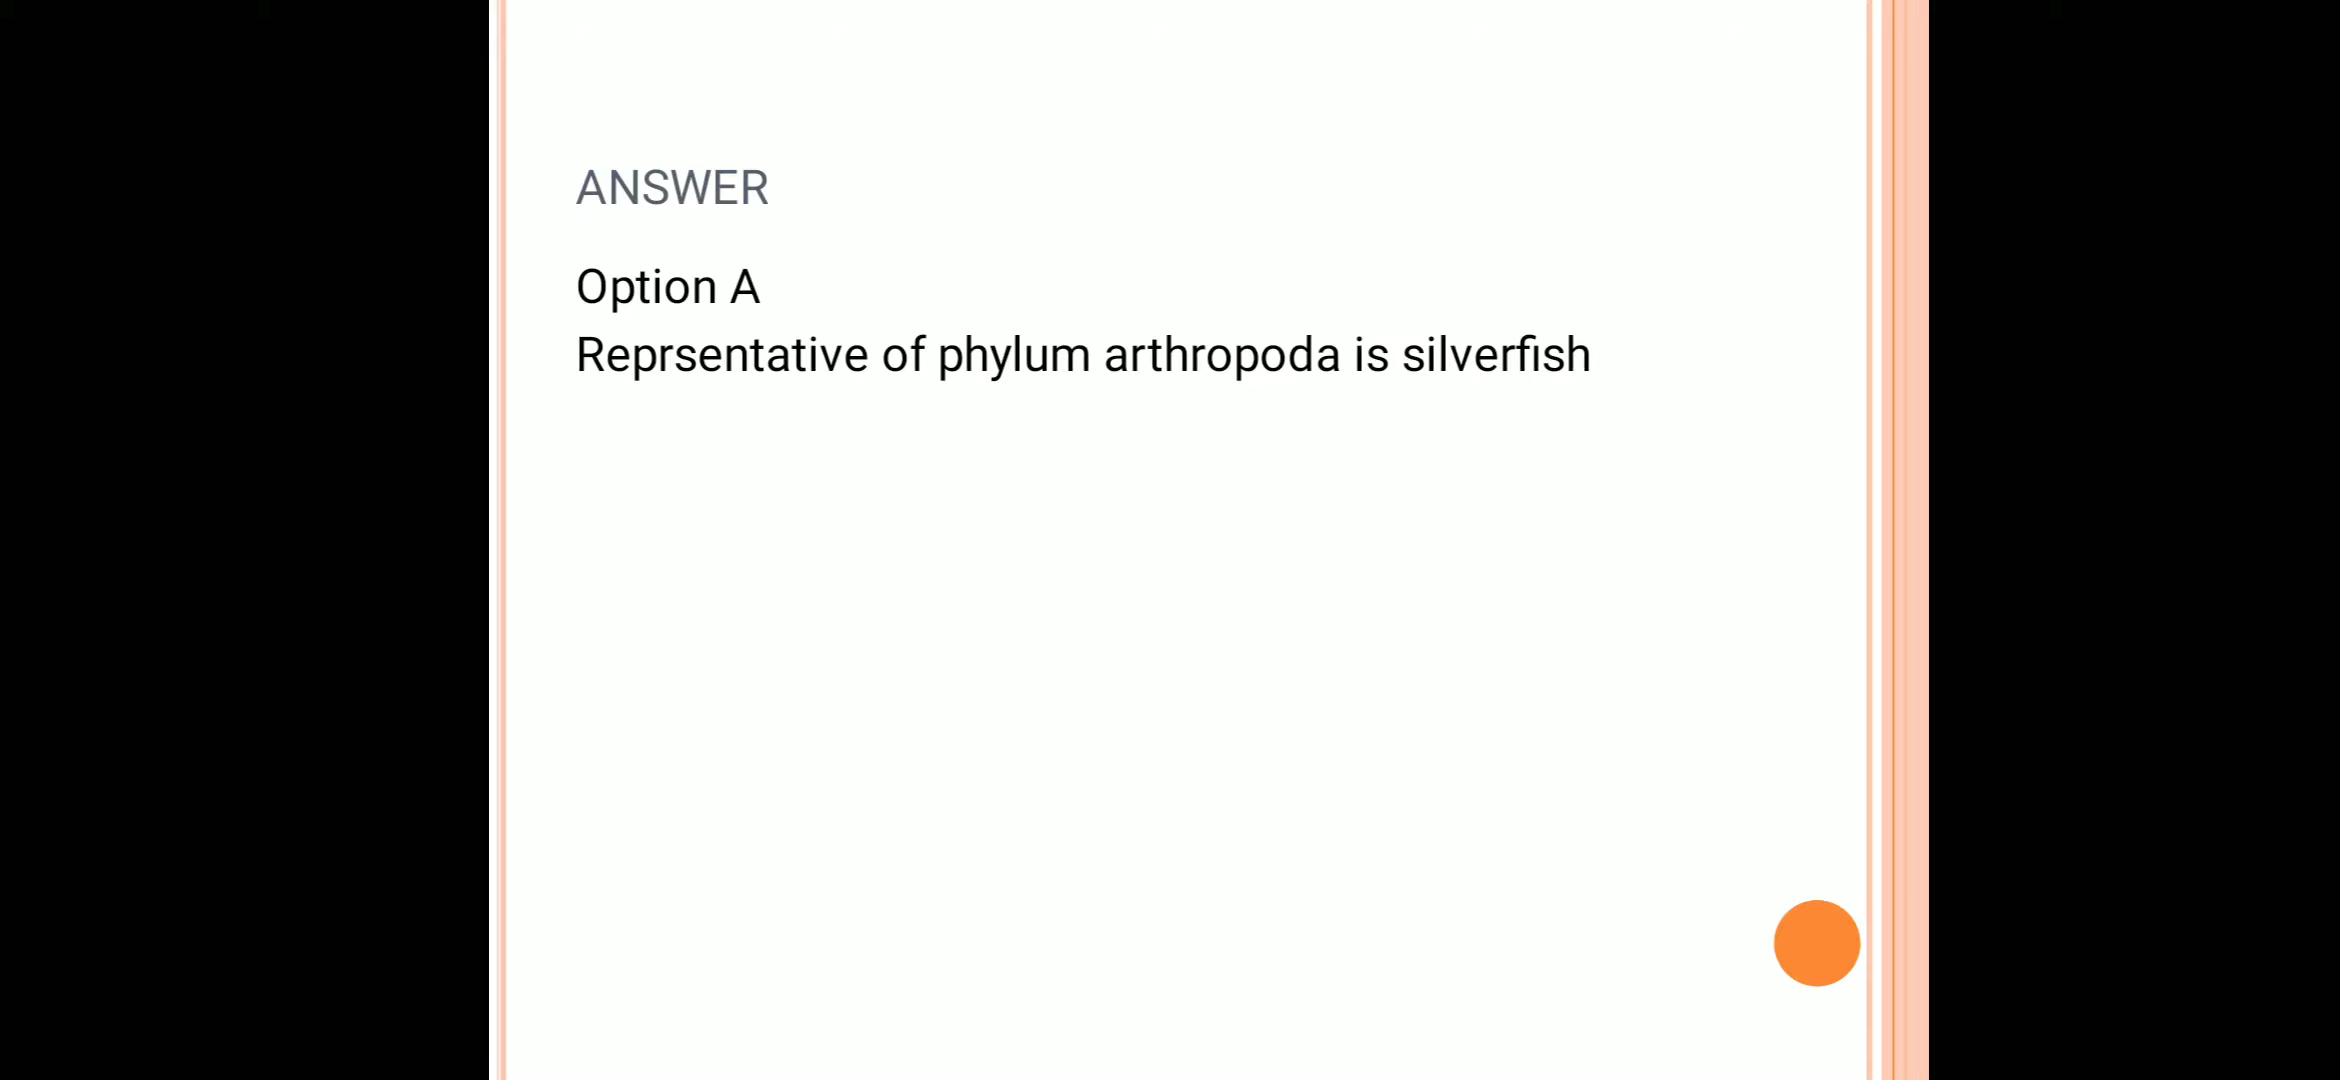 ANSWER
Option A
Reprsentative of phylum arthropoda is silverfish